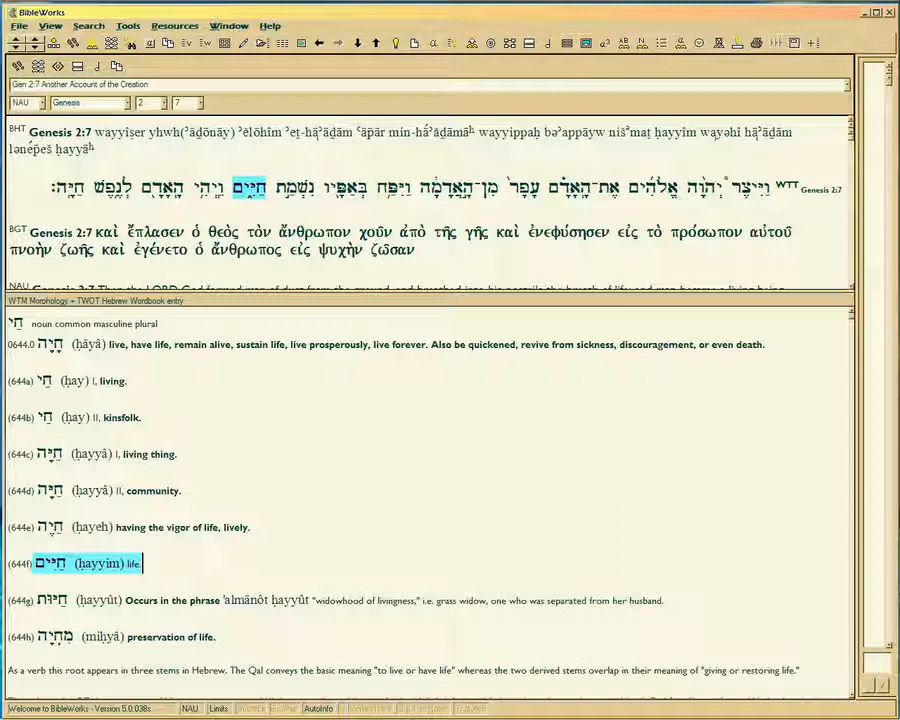 BibleWorks
File View Search Tools Resources Window Help
Gen 2:7 Another Account of the Creation
NAU Genesis 2 7
BHT Genesis 2:7 wayyîṣer yhwh(ʾădōnāy) ʾĕlōhîm ʾet-hāʾādām ʿāpār min-hāʾădāmâʰ wayyippaḥ bəʾappāyw nišᵊmaṭ ḥayyîm wayəhî hāʾādām
lənépeš ḥayyâʰ
וַיִּיצֶר֩ יְהוָ֨ה אֱלֹהִ֜ים אֶת־הָֽאָדָ֗ם עָפָר֙ מִן־הָ֣אֲדָמָ֔ה וַיִּפַּ֥ח בְּאַפָּ֖יו נִשְׁמַ֣ת חַיִּ֑ים וַֽיְהִ֥י הָֽאָדָ֖ם לְנֶ֥פֶשׁ חַיָּֽה׃ WTT Genesis 2:7
BGT Genesis 2:7 καὶ ἔπλασεν ὁ θεὸς τὸν ἄνθρωπον χοῦν ἀπὸ τῆς γῆς καὶ ἐνεφύσησεν εἰς τὸ πρόσωπον αὐτοῦ
πνοὴν ζωῆς καὶ ἐγένετο ὁ ἄνθρωπος εἰς ψυχὴν ζῶσαν
WTM Morphology + TWOT Hebrew Wordbook entry
חַי noun common masculine plural
0644.0 חָיָה (ḥāyâ) live, have life, remain alive, sustain life, live prosperously, live forever. Also be quickened, revive from sickness, discouragement, or even death.
(644a) חַי (ḥay) I, living.
(644b) חַי (ḥay) II, kinsfolk.
(644c) חַיָּה (ḥayyâ) I, living thing.
(644d) חַיָּה (ḥayyâ) II, community.
(644e) חָיֶה (ḥayeh) having the vigor of life, lively.
(644f) חַיִּים (ḥayyîm) life.
(644g) חַיּוּת (ḥayyût) Occurs in the phrase ʾalmānôt ḥayyût "widowhood of livingness," i.e. grass widow, one who was separated from her husband.
(644h) מִחְיָה (miḥyâ) preservation of life.
As a verb this root appears in three stems in Hebrew. The Qal conveys the basic meaning "to live or have life" whereas the two derived stems overlap in their meaning of "giving or restoring life."
Welcome to BibleWorks - Version 5.0.038s NAU Limits AutoInfo